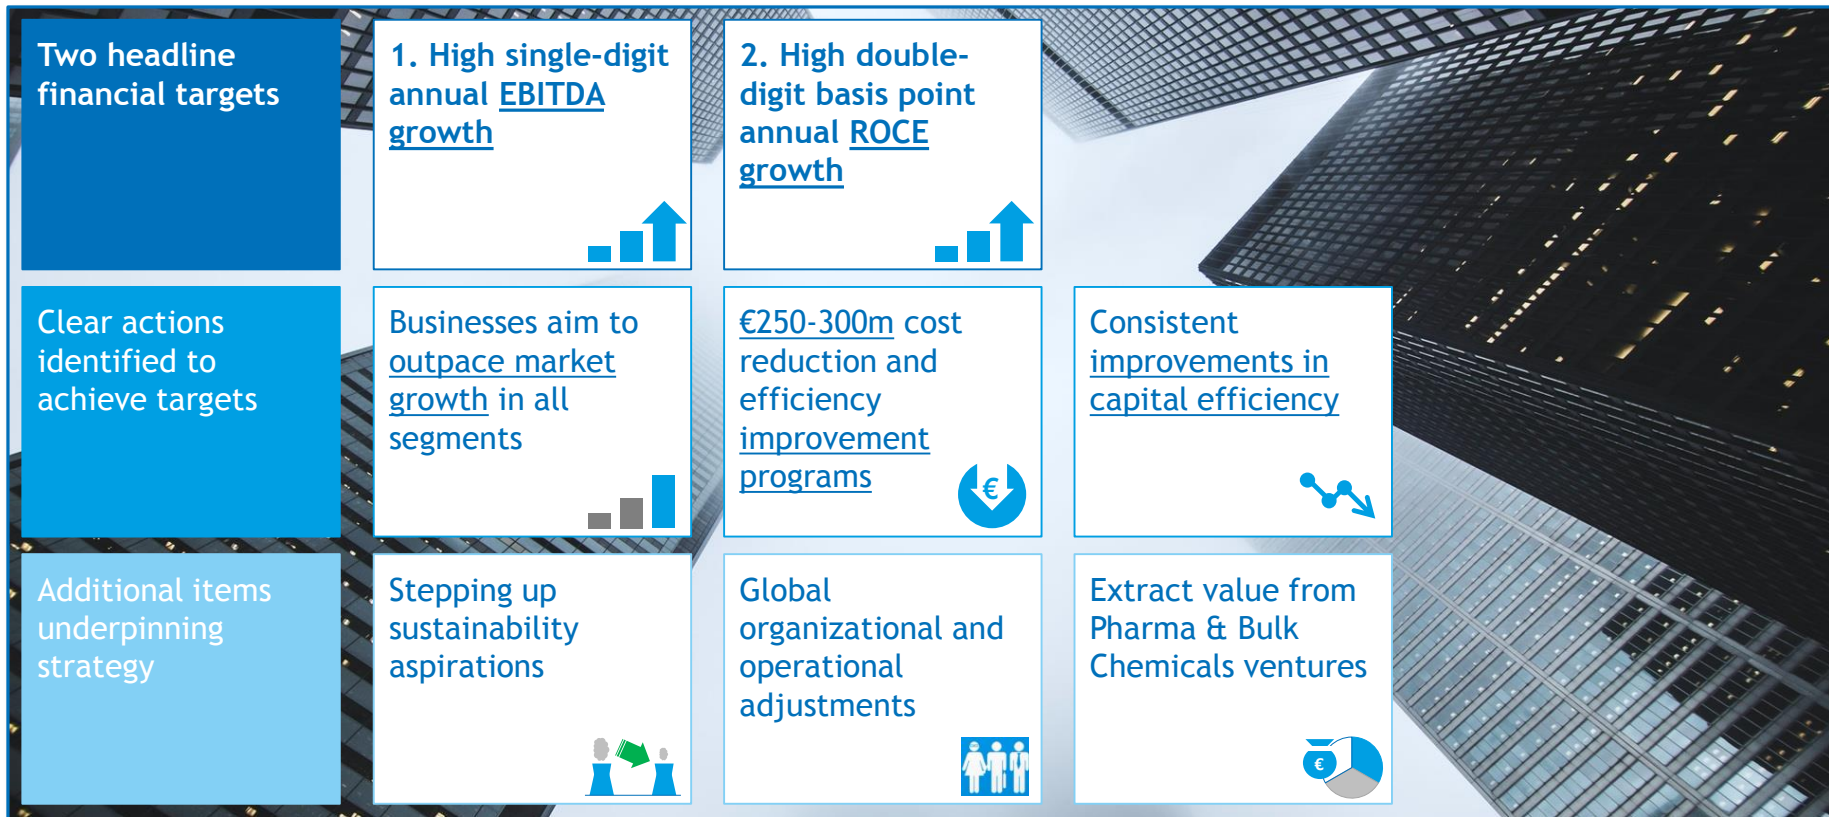 Two headline
financial targets
1. High single-digit
annual EBITDA
growth
2. High double-
digit basis point
annual ROCE
growth
Clear actions
identified to
achieve targets
Businesses aim to
outpace market
growth in all
segments
€250-300m cost
reduction and
efficiency
improvement
programs
€
Consistent
improvements in
capital efficiency
Additional items
underpinning
strategy
Stepping up
sustainability
aspirations
Global
organizational and
operational
adjustments
Extract value from
Pharma & Bulk
Chemicals ventures
€